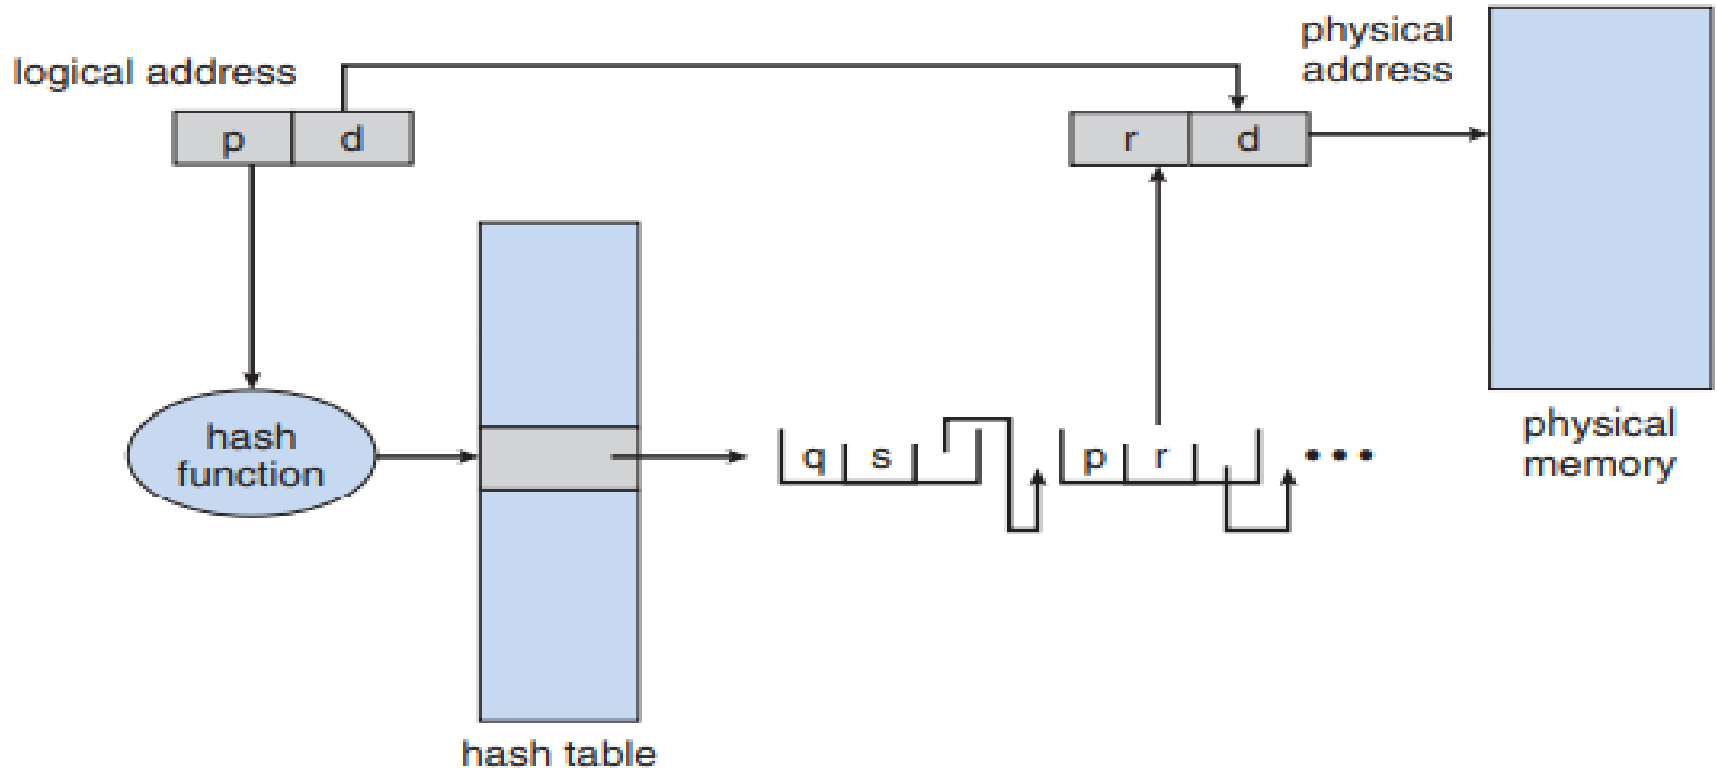 logical address
physical
address
p d
r d
hash
function
q s
p r
•••
physical
memory
hash table